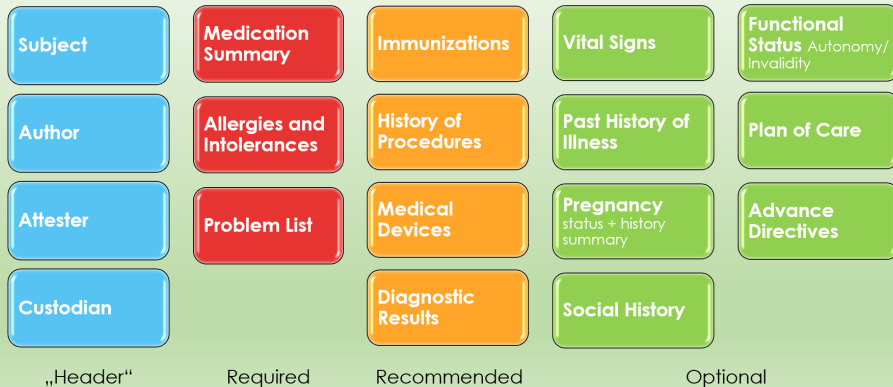 Subject
Author
Attester
Custodian
„Header“
Medication
Summary
Allergies and
Intolerances
Problem List
Required
Immunizations
History of
Procedures
Medical
Devices
Diagnostic
Results
Recommended
Vital Signs
Past History of
Illness
Pregnancy
status + history
summary
Social History
Functional
Status Autonomy/
Invalidity
Plan of Care
Advance
Directives
Optional